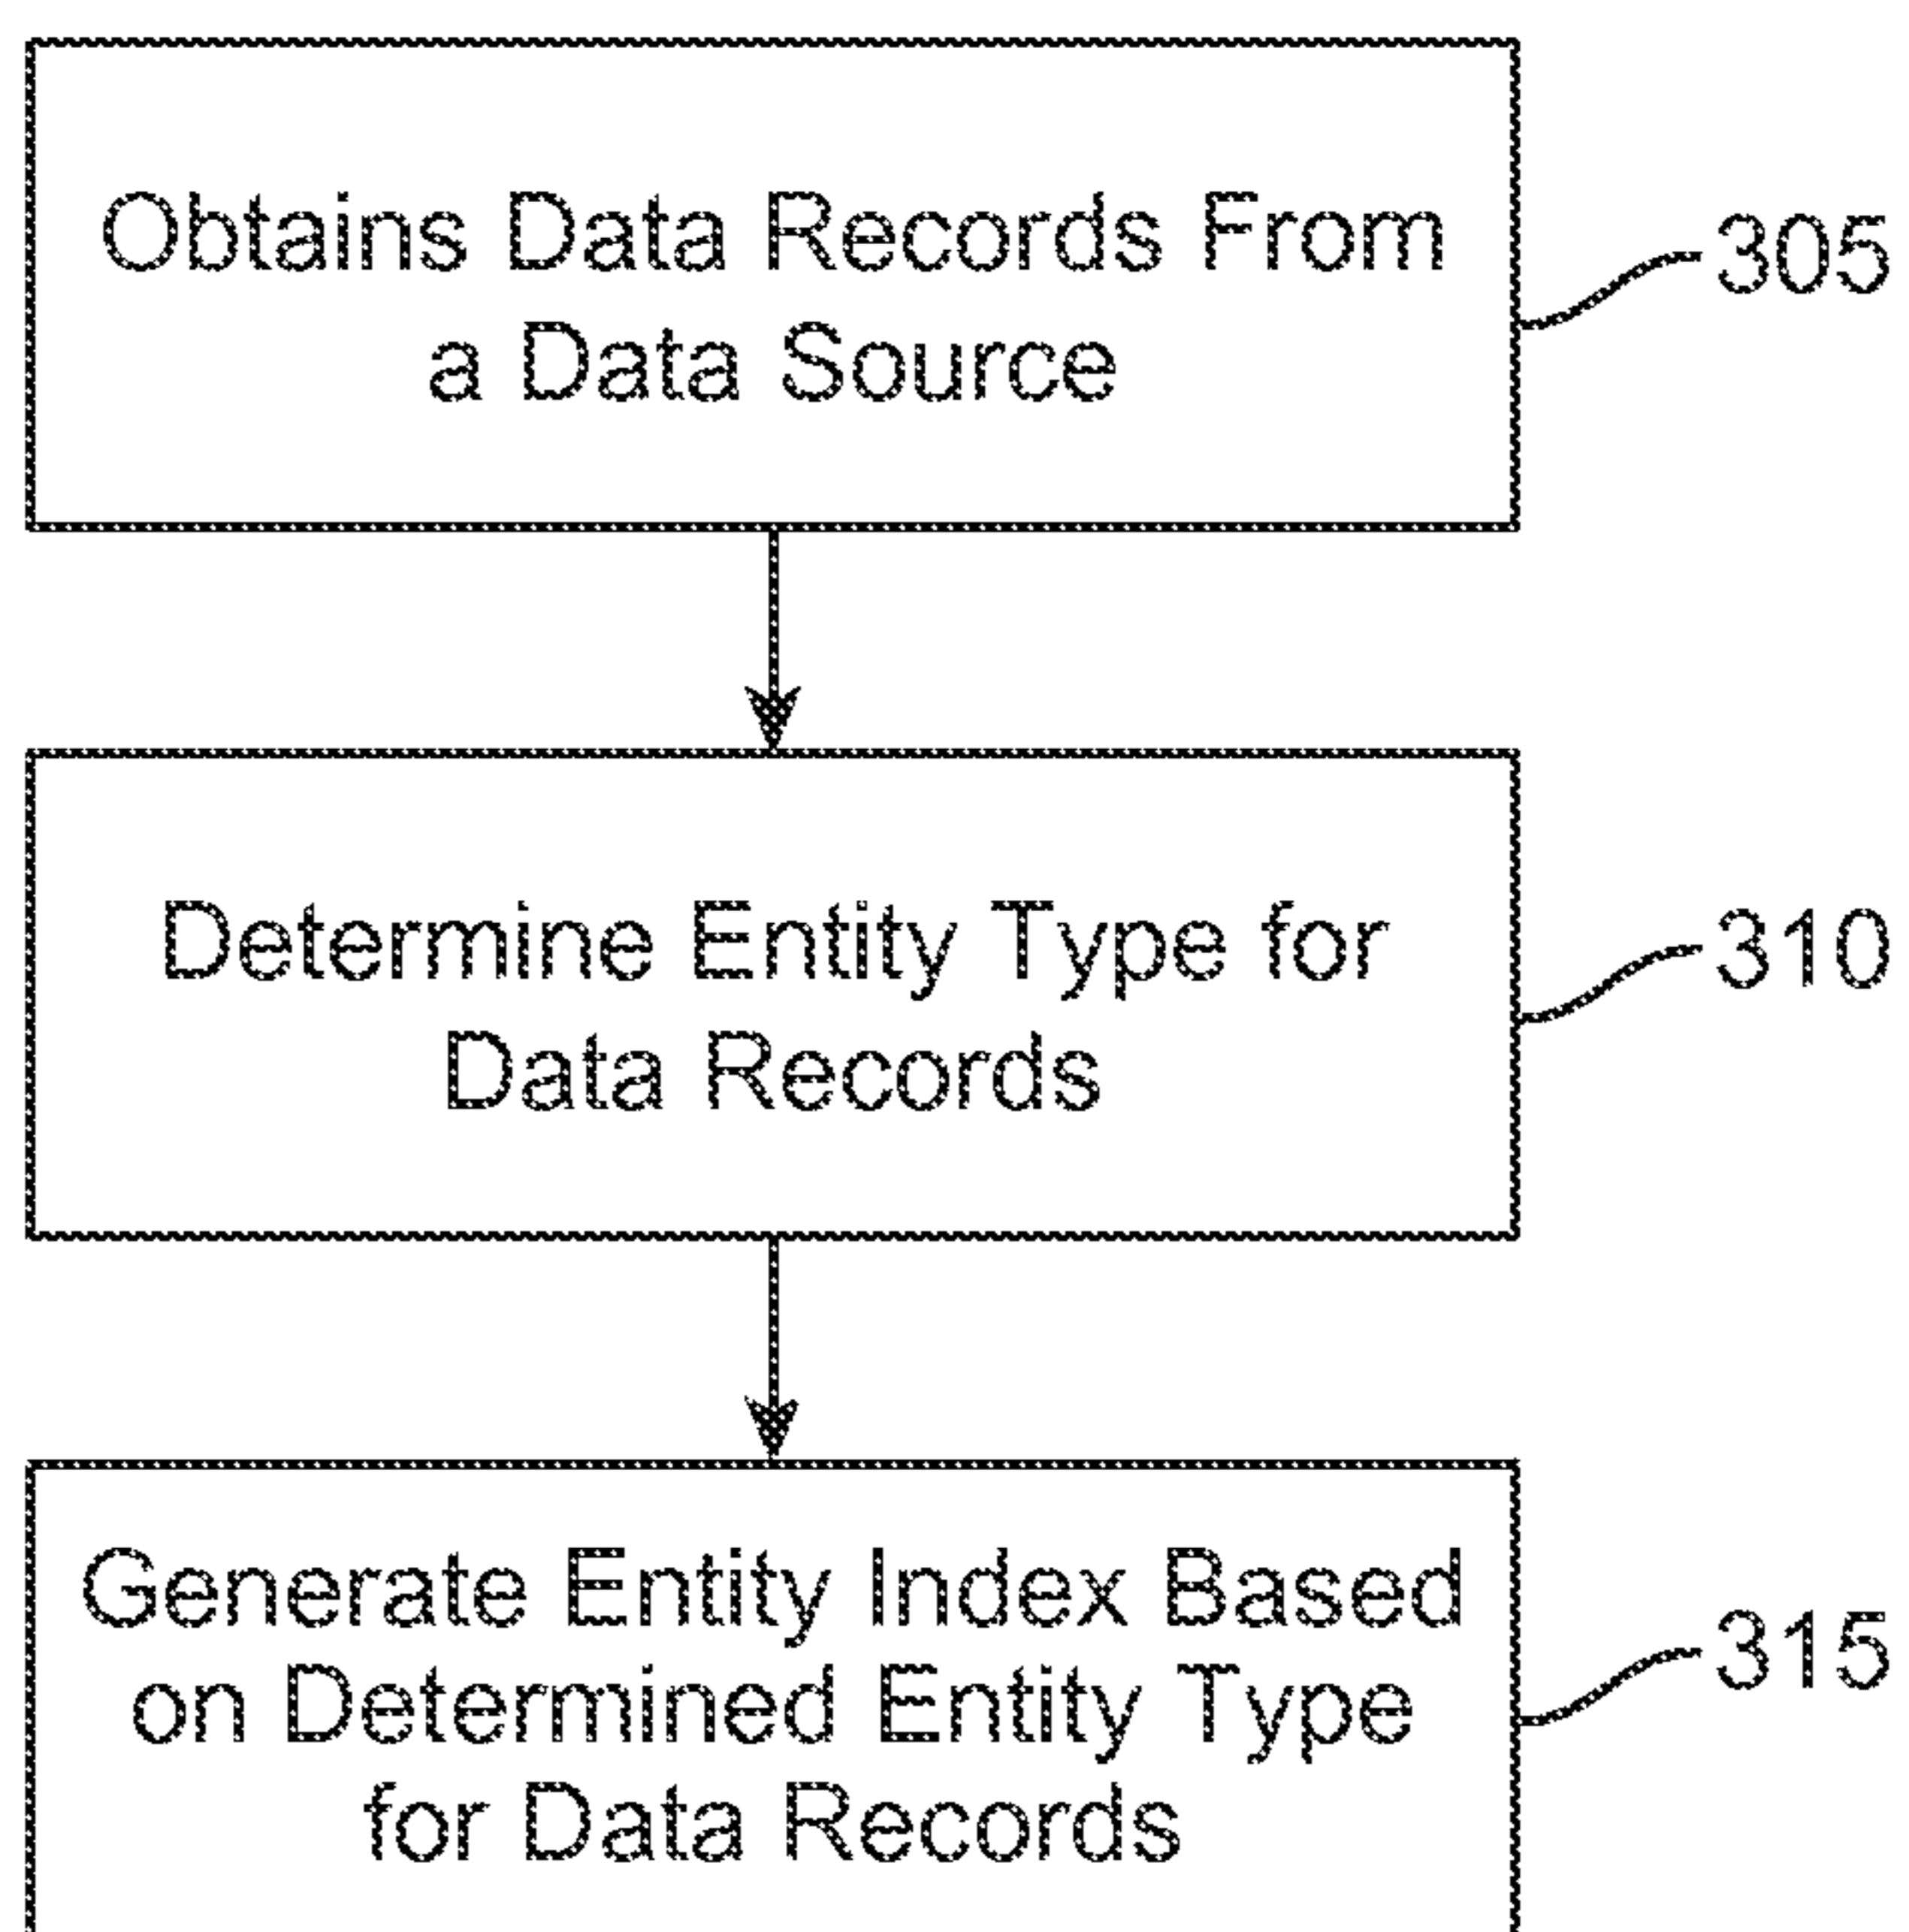 Obtains Data Records From
a Data Source
305
Determine Entity Type for
Data Records
310
Generate Entity Index Based
on Determined Entity Type
for Data Records
315